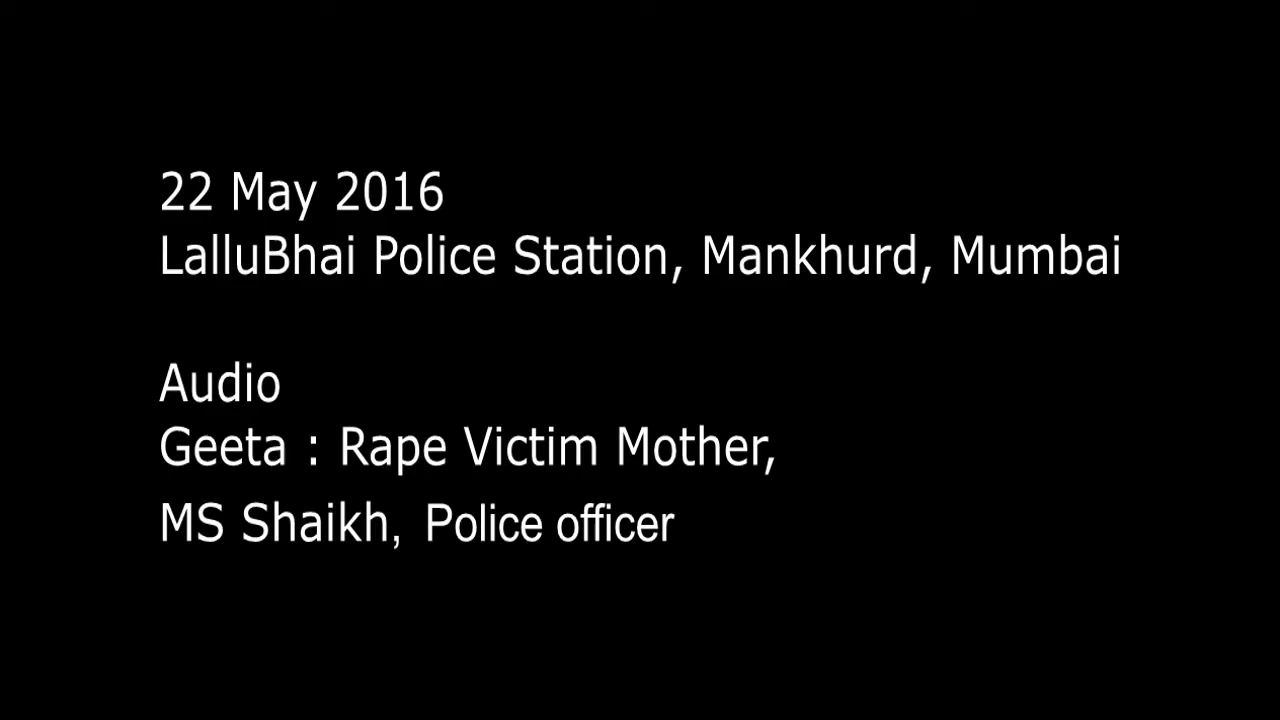 22 May 2016
LalluBhai Police Station, Mankhurd, Mumbai
Audio
Geeta : Rape Victim Mother,
MS Shaikh, Police officer